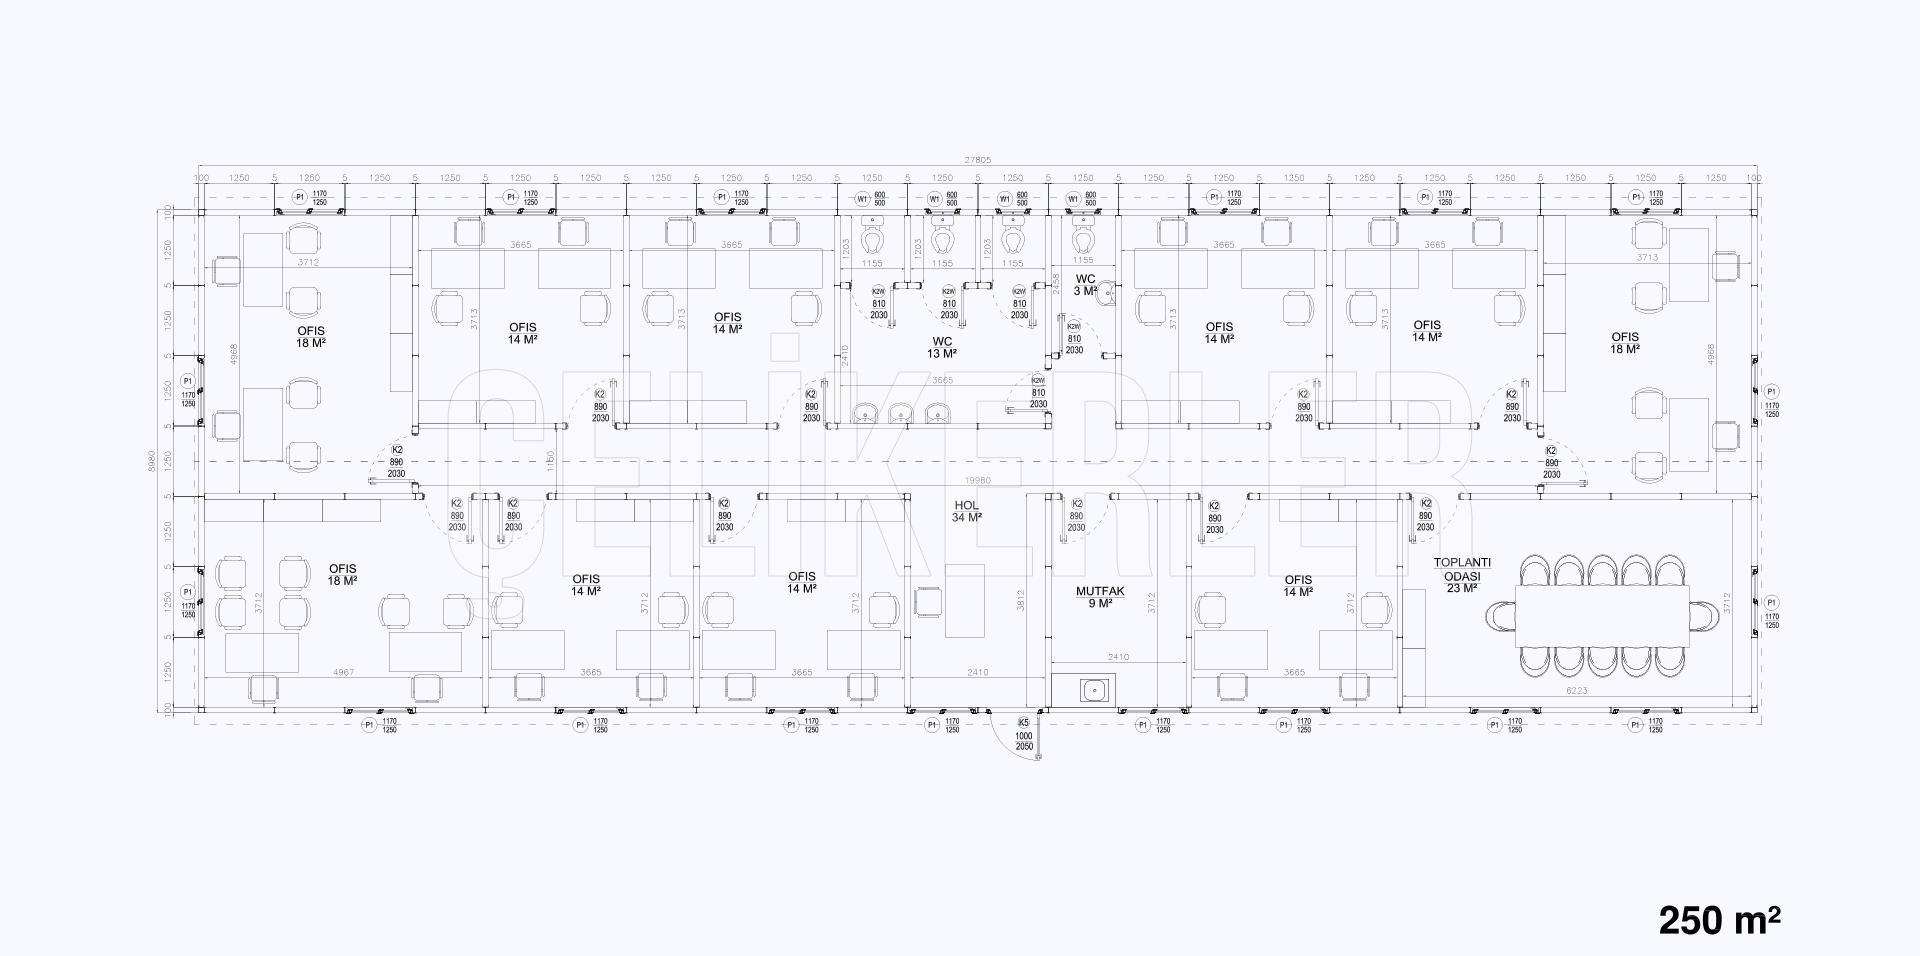 27805
100 1250 5 1250 5 1250 5 1250 5 1250 5 1250 5 1250 5 1250 5 1250 5 1250 5 1250 5 1250 5 1250 5 1250 5 1250 5 1250 5 1250 5 1250 5 1250 5 1250 5 1250 5 1250 100
P1 1170 1250
P1 1170 1250
P1 1170 1250
W1 600 500
W1 600 500
W1 600 500
W1 600 500
P1 1170 1250
P1 1170 1250
P1 1170 1250
8980
100 1250 5 1250 5 1250 5 1250 5 1250 5 1250 5 1250 100
3712
4968
OFIS
18 M²
3665
3713
OFIS
14 M²
3665
3713
OFIS
14 M²
1203
1203
1203
1155
1155
1155
K2W 810 2030
K2W 810 2030
K2W 810 2030
WC
13 M²
2410
3665
K2W 810 2030
1155
2458
WC
3 M²
K2W 810 2030
3665
OFIS
14 M²
3665
3713
OFIS
14 M²
3713
4968
OFIS
18 M²
P1 1170 1250
P1 1170 1250
K2 890 2030
K2 890 2030
K2 890 2030
K2 890 2030
K2 890 2030
K2 890 2030
K2 890 2030
1160
ÇELİKERLER
19980
HOL
34 M²
K2 890 2030
K2 890 2030
K2 890 2030
K2 890 2030
K2 890 2030
K2 890 2030
P1 1170 1250
P1 1170 1250
OFIS
18 M²
3712
4967
OFIS
14 M²
3712
3665
OFIS
14 M²
3712
3665
3812
2410
MUTFAK
9 M²
3712
2410
OFIS
14 M²
3712
3665
TOPLANTI
ODASI
23 M²
3712
6223
P1 1170 1250
P1 1170 1250
P1 1170 1250
P1 1170 1250
K5 1000 2050
P1 1170 1250
P1 1170 1250
P1 1170 1250
P1 1170 1250
250 m²